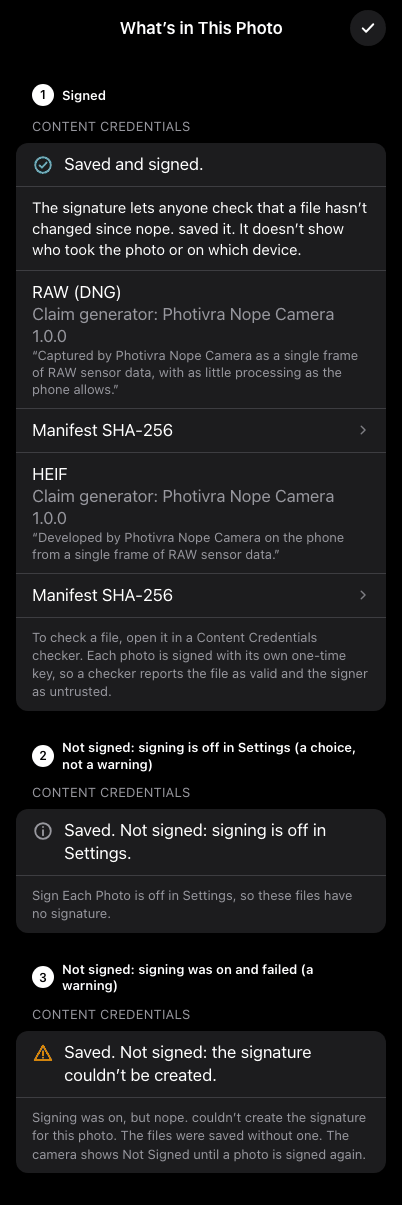 What's in This Photo
1 Signed
CONTENT CREDENTIALS
Saved and signed.
The signature lets anyone check that a file hasn't
changed since nope. saved it. It doesn't show
who took the photo or on which device.
RAW (DNG)
Claim generator: Photivra Nope Camera
1.0.0
“Captured by Photivra Nope Camera as a single frame
of RAW sensor data, with as little processing as the
phone allows.”
Manifest SHA-256
HEIF
Claim generator: Photivra Nope Camera
1.0.0
“Developed by Photivra Nope Camera on the phone
from a single frame of RAW sensor data.”
Manifest SHA-256
To check a file, open it in a Content Credentials
checker. Each photo is signed with its own one-time
key, so a checker reports the file as valid and the signer
as untrusted.
2 Not signed: signing is off in Settings (a choice,
not a warning)
CONTENT CREDENTIALS
Saved. Not signed: signing is off in
Settings.
Sign Each Photo is off in Settings, so these files have
no signature.
3 Not signed: signing was on and failed (a
warning)
CONTENT CREDENTIALS
Saved. Not signed: the signature
couldn't be created.
Signing was on, but nope. couldn't create the signature
for this photo. The files were saved without one. The
camera shows Not Signed until a photo is signed again.